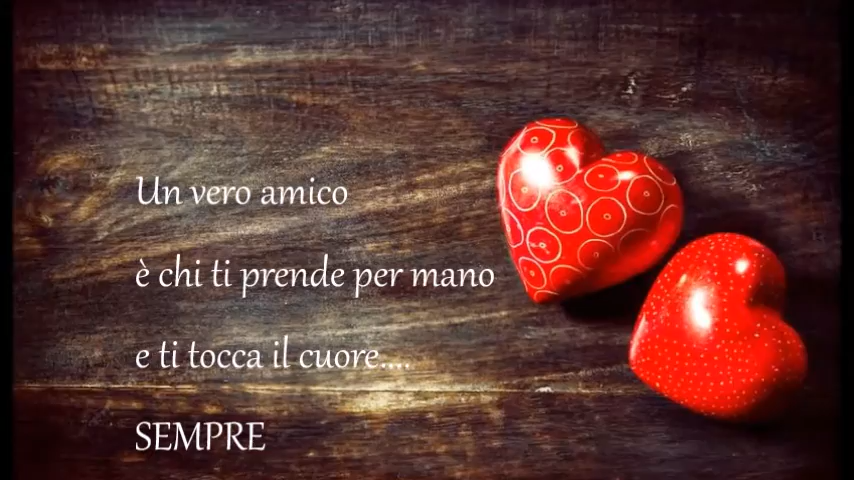 Un vero amico
è chi ti prende per mano
e ti tocca il cuore....
SEMPRE